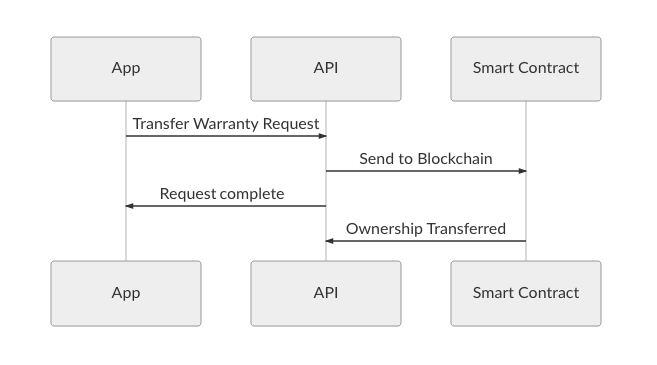 App
API
Smart Contract
Transfer Warranty Request
Send to Blockchain
Request complete
Ownership Transferred
App
API
Smart Contract